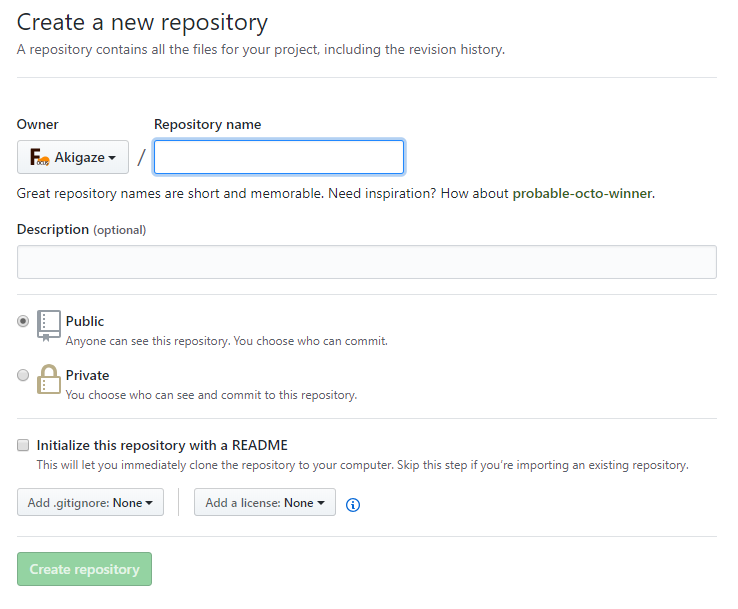 Create a new repository
A repository contains all the files for your project, including the revision history.
Owner
Repository name
Akigaze /
Great repository names are short and memorable. Need inspiration? How about probable-octo-winner.
Description (optional)
Public
Anyone can see this repository. You choose who can commit.
Private
You choose who can see and commit to this repository.
Initialize this repository with a README
This will let you immediately clone the repository to your computer. Skip this step if you’re importing an existing repository.
Add .gitignore: None
Add a license: None
Create repository